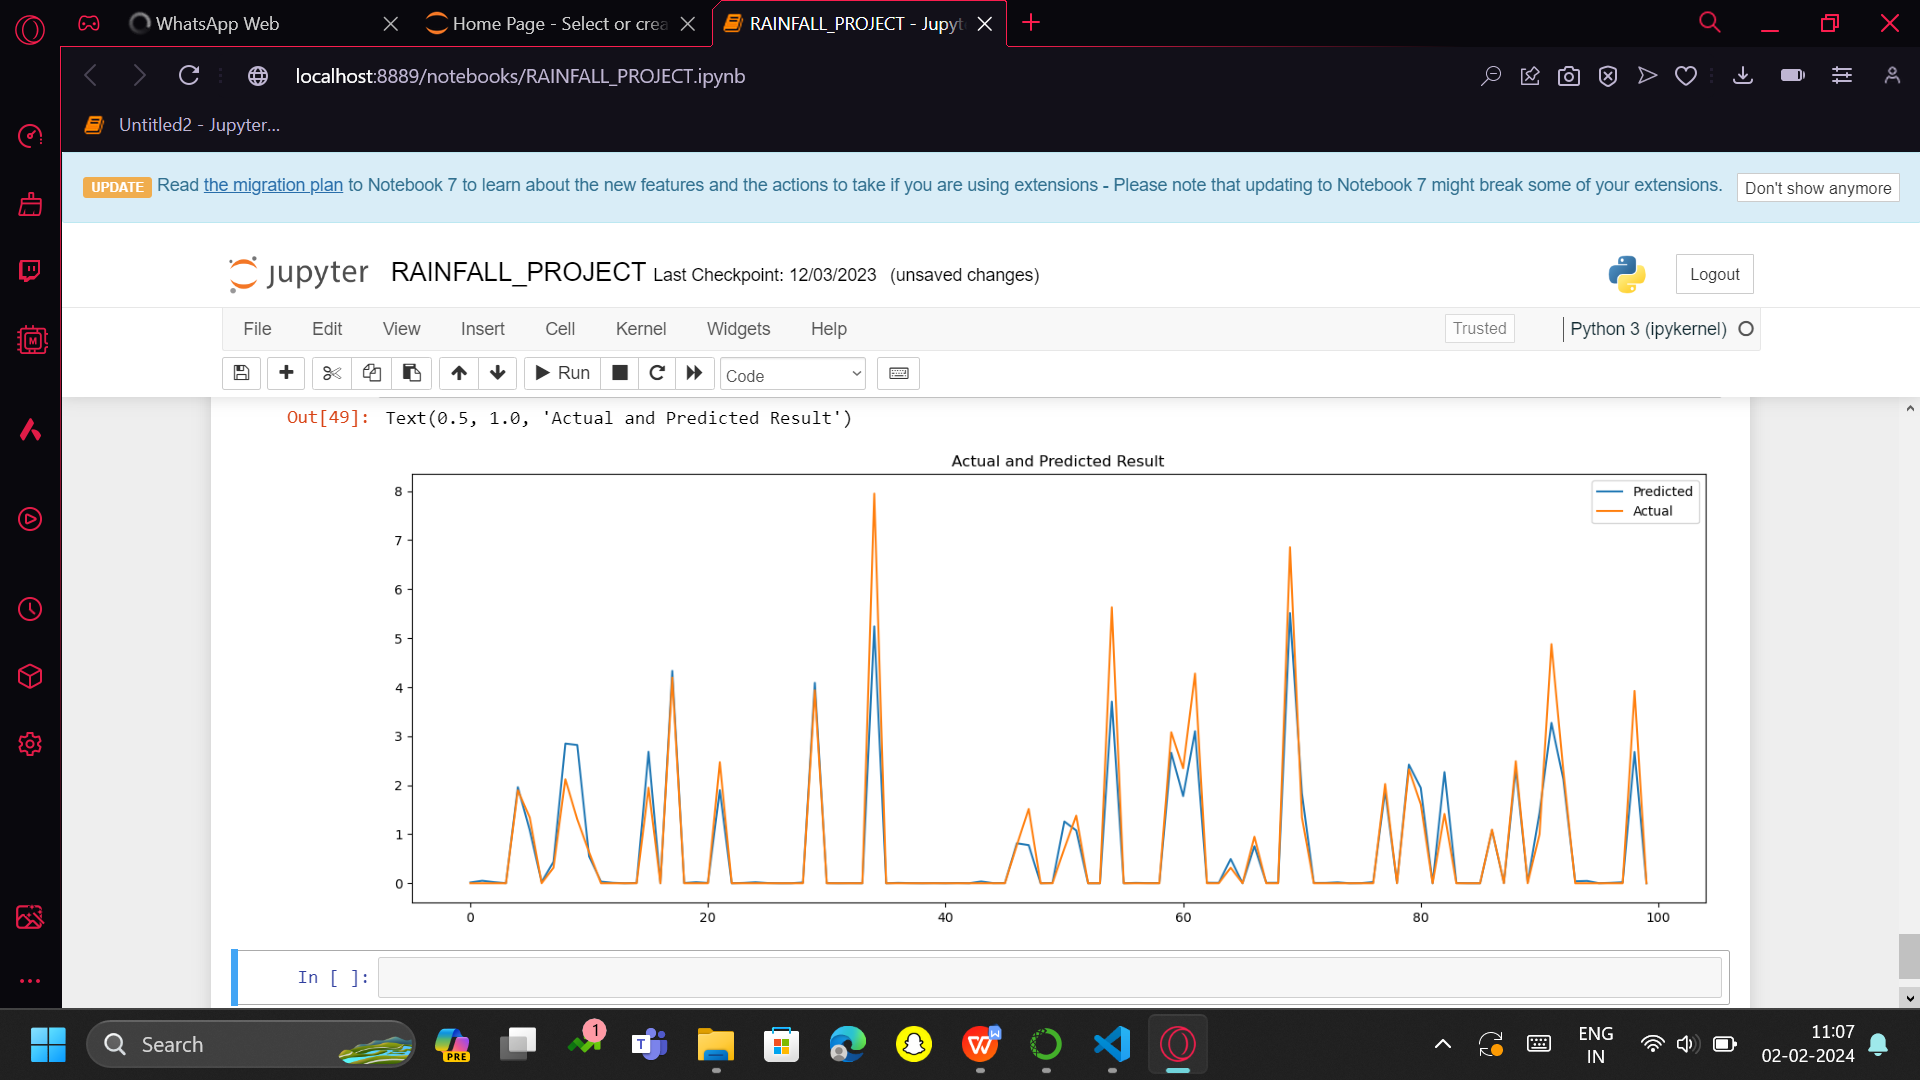 WhatsApp Web
Home Page - Select or crea
RAINFALL_PROJECT - Jupyt
localhost:8889/notebooks/RAINFALL_PROJECT.ipynb
Untitled2 - Jupyter...
UPDATE Read the migration plan to Notebook 7 to learn about the new features and the actions to take if you are using extensions - Please note that updating to Notebook 7 might break some of your extensions. Don't show anymore
jupyter RAINFALL_PROJECT Last Checkpoint: 12/03/2023 (unsaved changes) Logout
File Edit View Insert Cell Kernel Widgets Help Trusted Python 3 (ipykernel)
Run Code
Out[49]: Text(0.5, 1.0, 'Actual and Predicted Result')
Actual and Predicted Result
Predicted
Actual
8
7
6
5
4
3
2
1
0
0 20 40 60 80 100
In [ ]:
Search
PRE
1
T
W
ENG
IN
11:07
02-02-2024